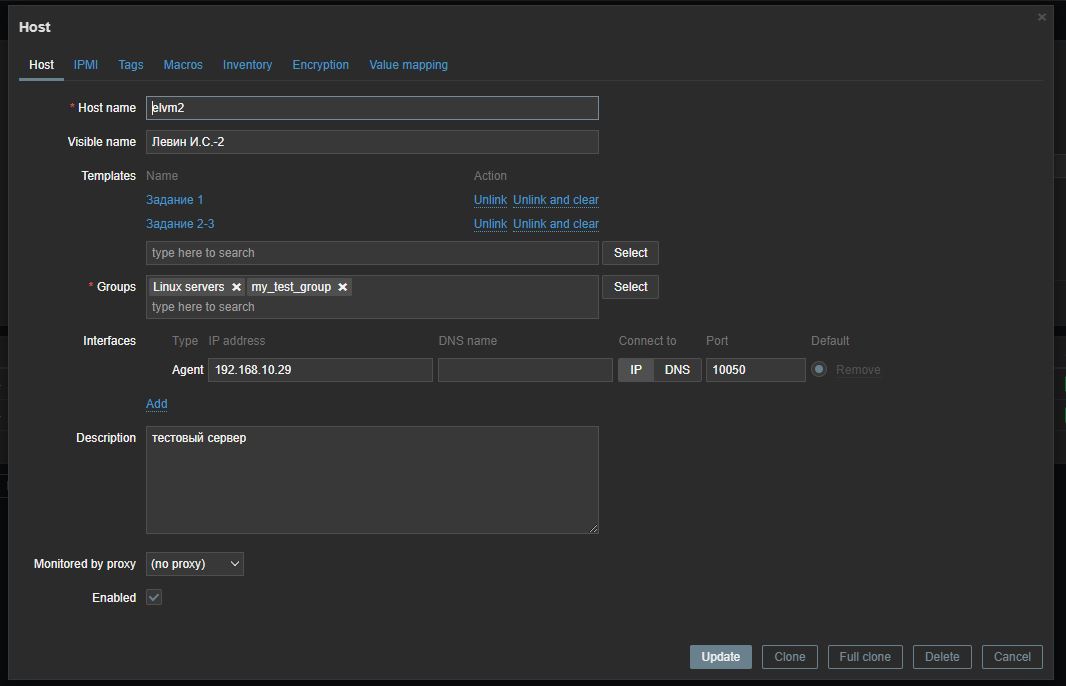 Host
Host IPMI Tags Macros Inventory Encryption Value mapping
* Host name elvm2
Visible name Левин И.С.-2
Templates Name Action
Задание 1 Unlink Unlink and clear
Задание 2-3 Unlink Unlink and clear
type here to search Select
* Groups Linux servers my_test_group Select
type here to search
Interfaces Type IP address DNS name Connect to Port Default
Agent 192.168.10.29 IP DNS 10050 Remove
Add
Description тестовый сервер
Monitored by proxy (no proxy)
Enabled
Update Clone Full clone Delete Cancel